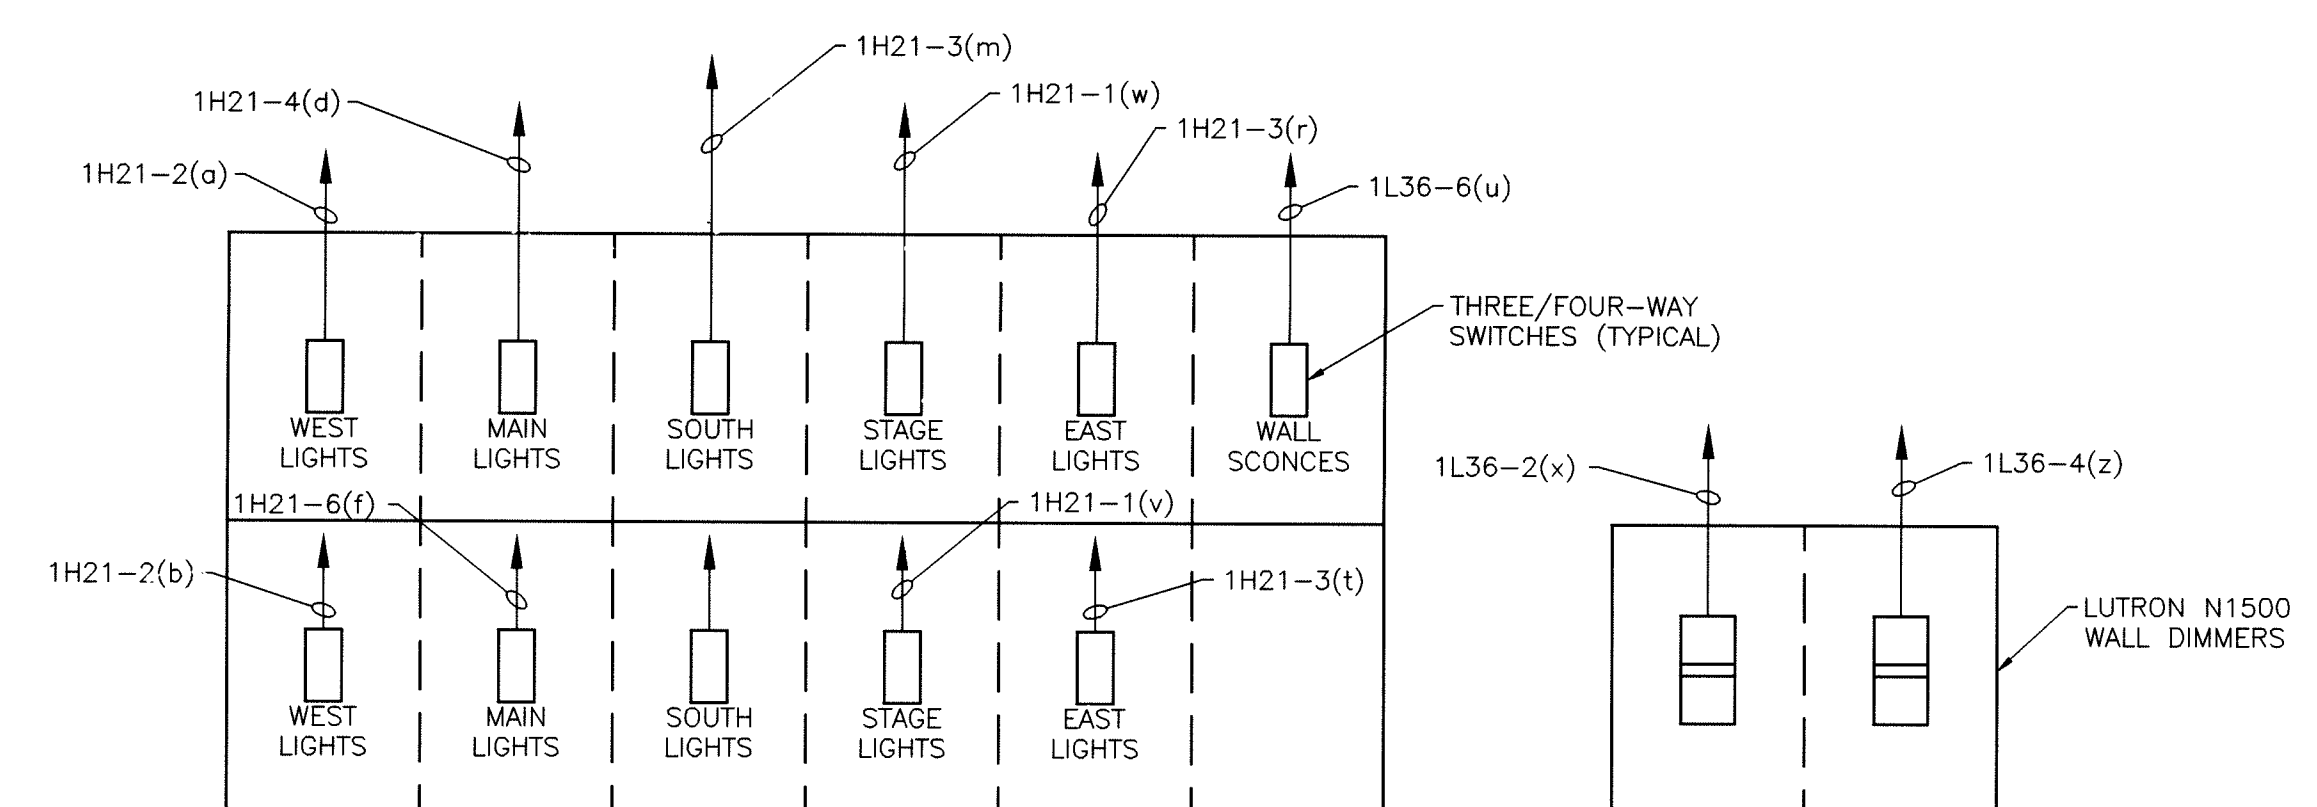 1H21-3(m)
1H21-4(d)
1H21-1(w)
1H21-3(r)
1H21-2(a)
1L36-6(u)
THREE/FOUR-WAY
SWITCHES (TYPICAL)
WEST
LIGHTS
MAIN
LIGHTS
SOUTH
LIGHTS
STAGE
LIGHTS
EAST
LIGHTS
WALL
SCONCES
1L36-2(x)
1L36-4(z)
1H21-6(f)
1H21-1(v)
1H21-2(b)
1H21-3(t)
LUTRON N1500
WALL DIMMERS
WEST
LIGHTS
MAIN
LIGHTS
SOUTH
LIGHTS
STAGE
LIGHTS
EAST
LIGHTS